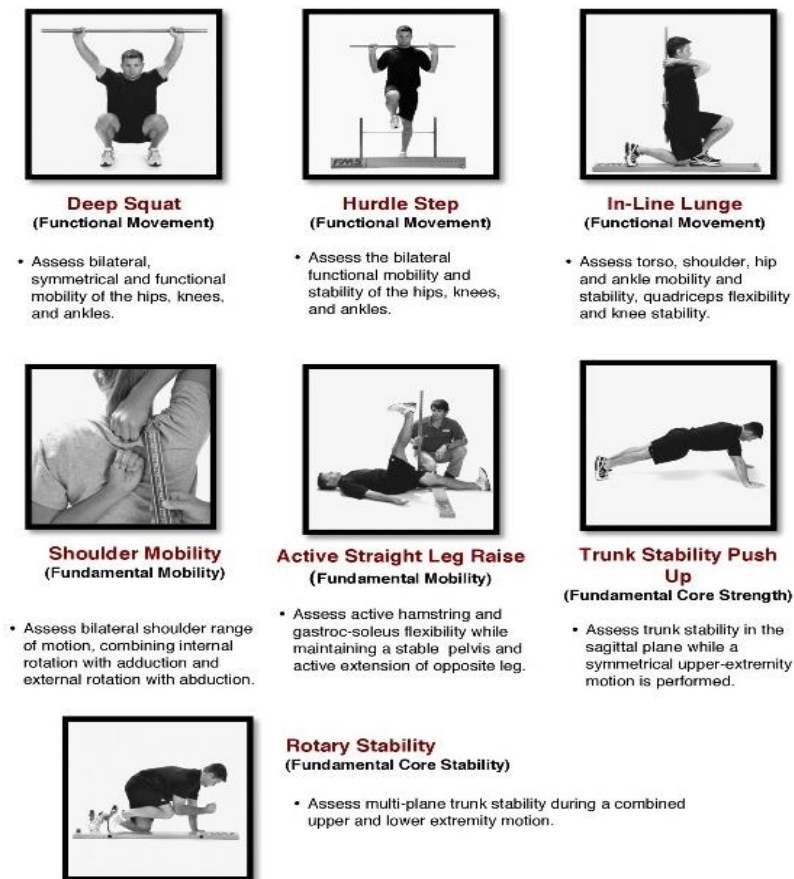 Deep Squat
(Functional Movement)
• Assess bilateral,
symmetrical and functional
mobility of the hips, knees,
and ankles.
FMS
Hurdle Step
(Functional Movement)
• Assess the bilateral
functional mobility and
stability of the hips, knees,
and ankles.
In-Line Lunge
(Functional Movement)
• Assess torso, shoulder, hip
and ankle mobility and
stability, quadriceps flexibility
and knee stability.
Shoulder Mobility
(Fundamental Mobility)
• Assess bilateral shoulder range
of motion, combining internal
rotation with adduction and
external rotation with abduction.
Active Straight Leg Raise
(Fundamental Mobility)
• Assess active hamstring and
gastroc-soleus flexibility while
maintaining a stable pelvis and
active extension of opposite leg.
Trunk Stability Push
Up
(Fundamental Core Strength)
• Assess trunk stability in the
sagittal plane while a
symmetrical upper-extremity
motion is performed.
Rotary Stability
(Fundamental Core Stability)
• Assess multi-plane trunk stability during a combined
upper and lower extremity motion.